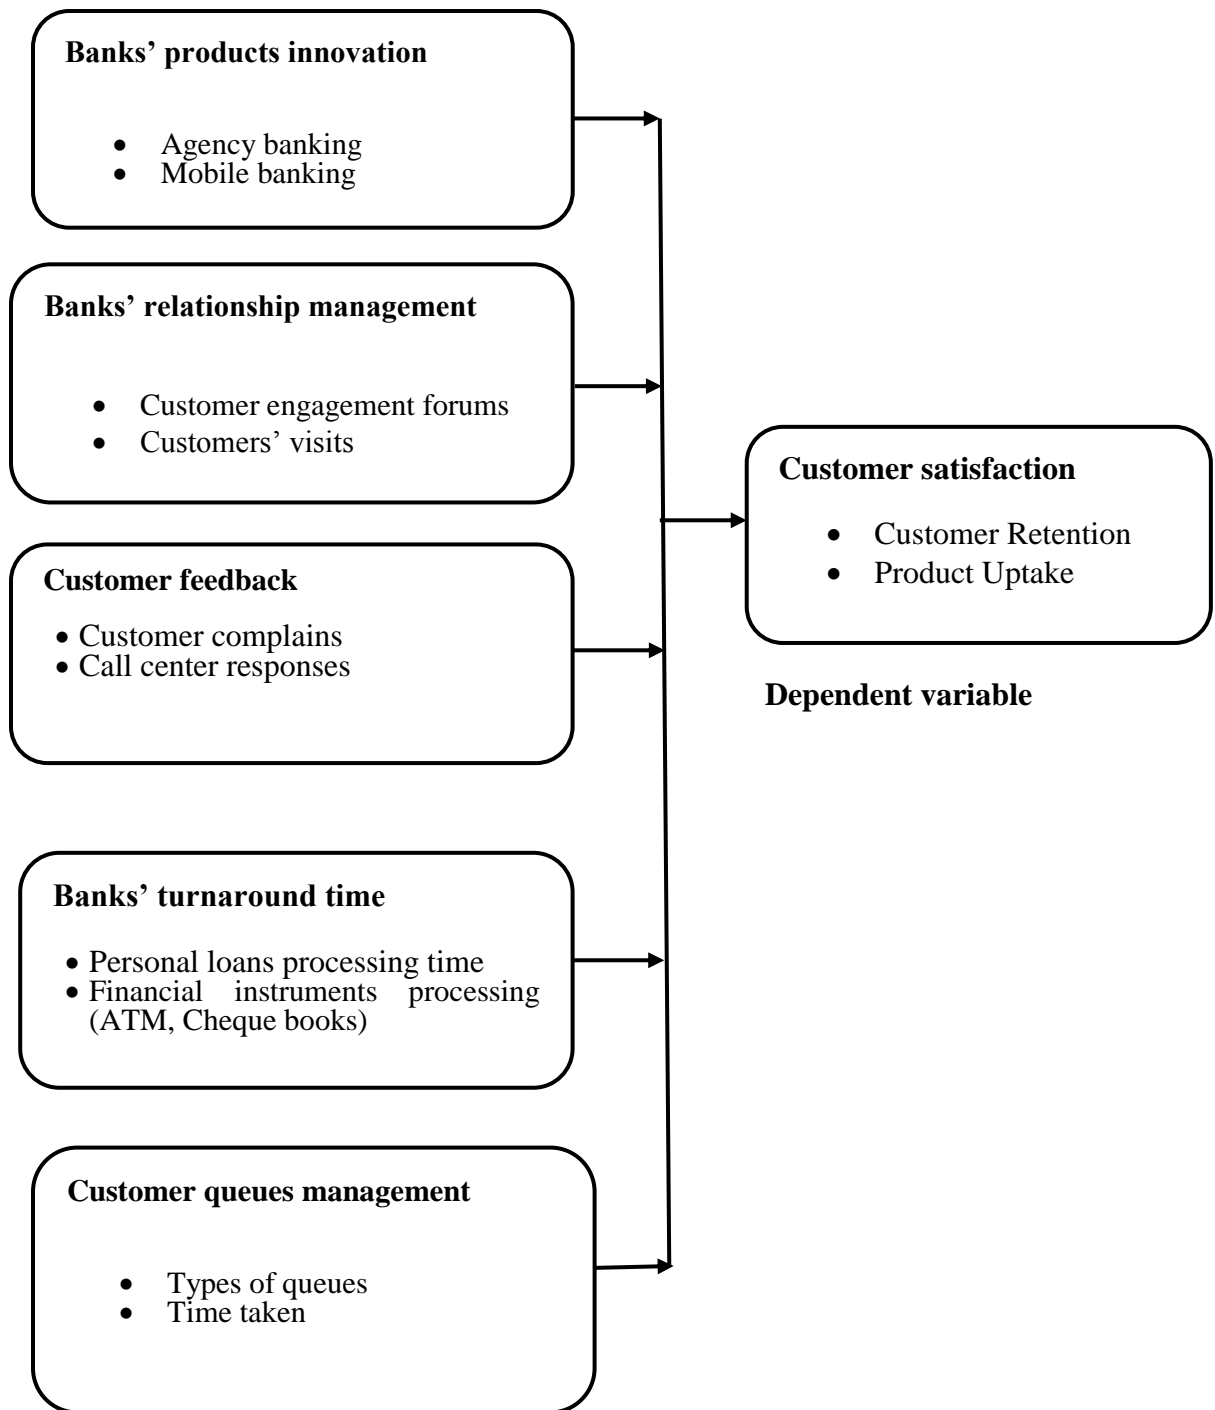 Banks’ products innovation
• Agency banking
• Mobile banking
Banks’ relationship management
• Customer engagement forums
• Customers’ visits
Customer feedback
• Customer complains
• Call center responses
Banks’ turnaround time
• Personal loans processing time
• Financial instruments processing
(ATM, Cheque books)
Customer queues management
• Types of queues
• Time taken
Customer satisfaction
• Customer Retention
• Product Uptake
Dependent variable